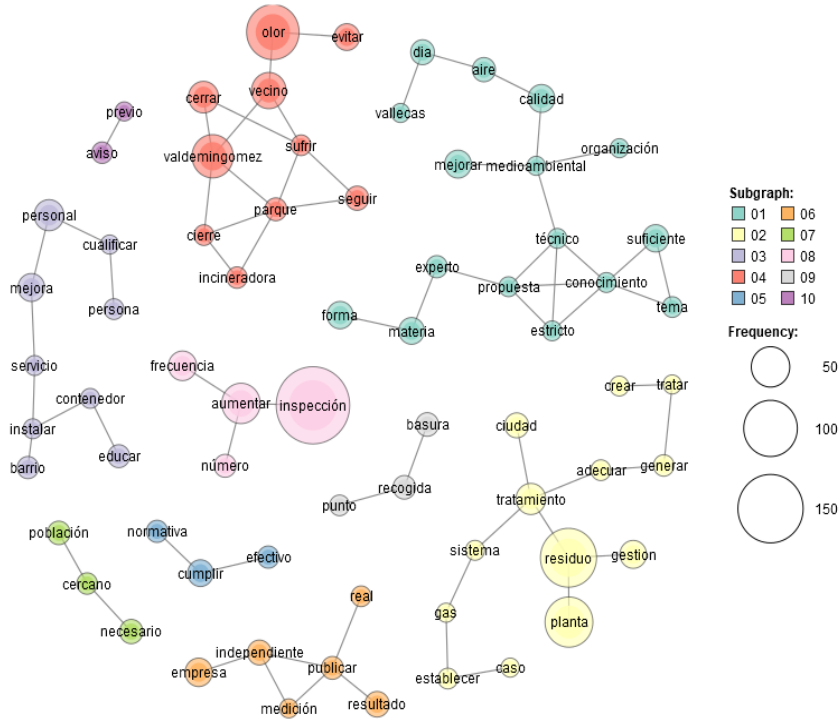 olor
evitar
dia
aire
vecino
cerrar
calidad
vallecas
previo
sufrir
organización
aviso
valdemingomez
mejorar
medioambiental
seguir
personal
parque
cierre
técnico
suficiente
cualificar
experto
incineradora
propuesta
conocimiento
mejora
persona
forma
materia
estricto
tema
servicio
frecuencia
contenedor
aumentar
inspección
crear
tratar
instalar
basura
ciudad
educar
barrio
número
adecuar
generar
recogida
punto
tratamiento
población
normativa
sistema
residuo
gestion
cercano
cumplir
efectivo
real
gas
planta
necesario
independiente
empresa
publicar
establecer
caso
medición
resultado
Subgraph:
01 06
02 07
03 08
04 09
05 10
Frequency:
50
100
150